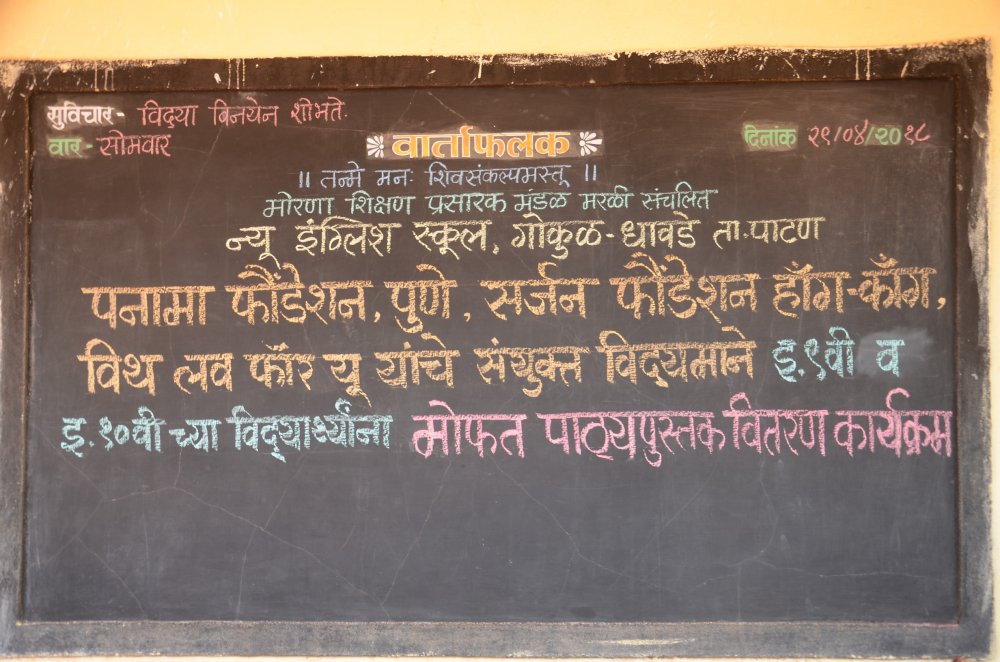 सुविचार - विद्या विनयेन शोभते.
वार - सोमवार
वार्ताफलक
दिनांक २९/०४/२०१८
॥ तन्मे मनः शिवसंकल्पमस्तू ॥
मोरणा शिक्षण प्रसारक मंडळ मरळी संचलित
न्यू इंग्लिश स्कूल, गोकुळ-धावडे ता.पाटण
पनामा फौंडेशन, पुणे, सर्जन फौंडेशन हाँग-काँग,
विथ लव फॉर यू यांचे संयुक्त विद्यमाने इ.९वी व
इ.१०वी च्या विद्यार्थ्यांना मोफत पाठ्यपुस्तक वितरण कार्यक्रम